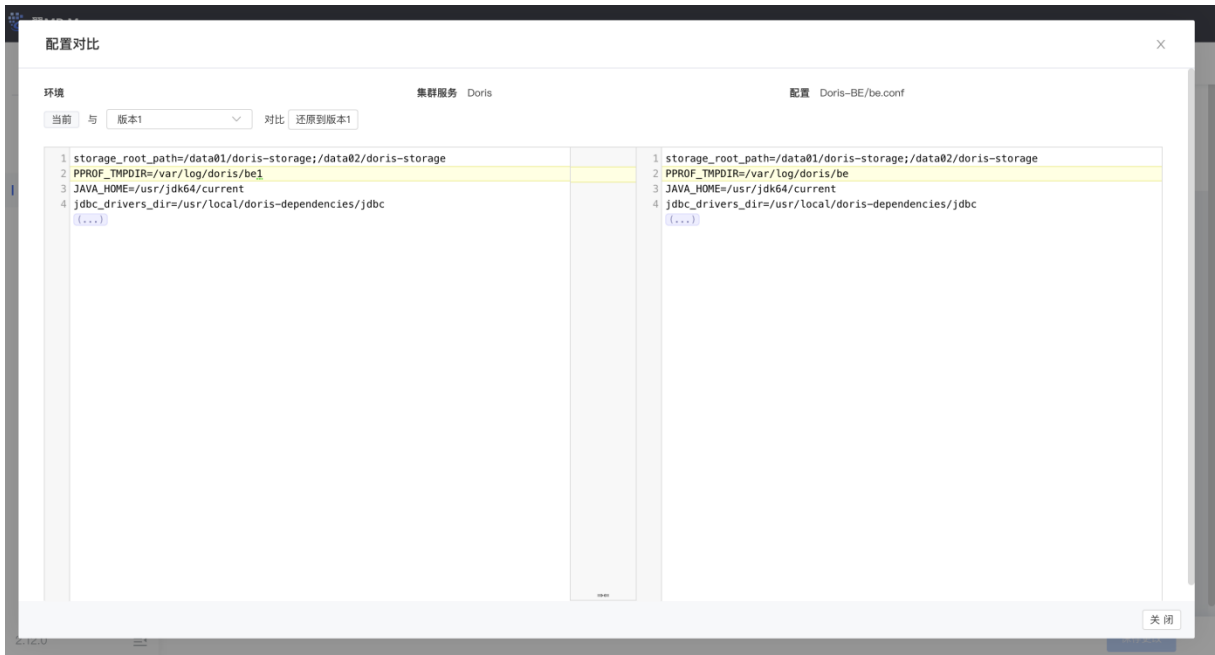 配置对比
环境
集群服务 Doris
配置 Doris-BE/be.conf
当前 与 版本1 对比 还原到版本1
1 storage_root_path=/data01/doris-storage;/data02/doris-storage
2 PPROF_TMPDIR=/var/log/doris/be1
3 JAVA_HOME=/usr/jdk64/current
4 jdbc_drivers_dir=/usr/local/doris-dependencies/jdbc
(...)
1 storage_root_path=/data01/doris-storage;/data02/doris-storage
2 PPROF_TMPDIR=/var/log/doris/be
3 JAVA_HOME=/usr/jdk64/current
4 jdbc_drivers_dir=/usr/local/doris-dependencies/jdbc
(...)
关 闭
2.12.0